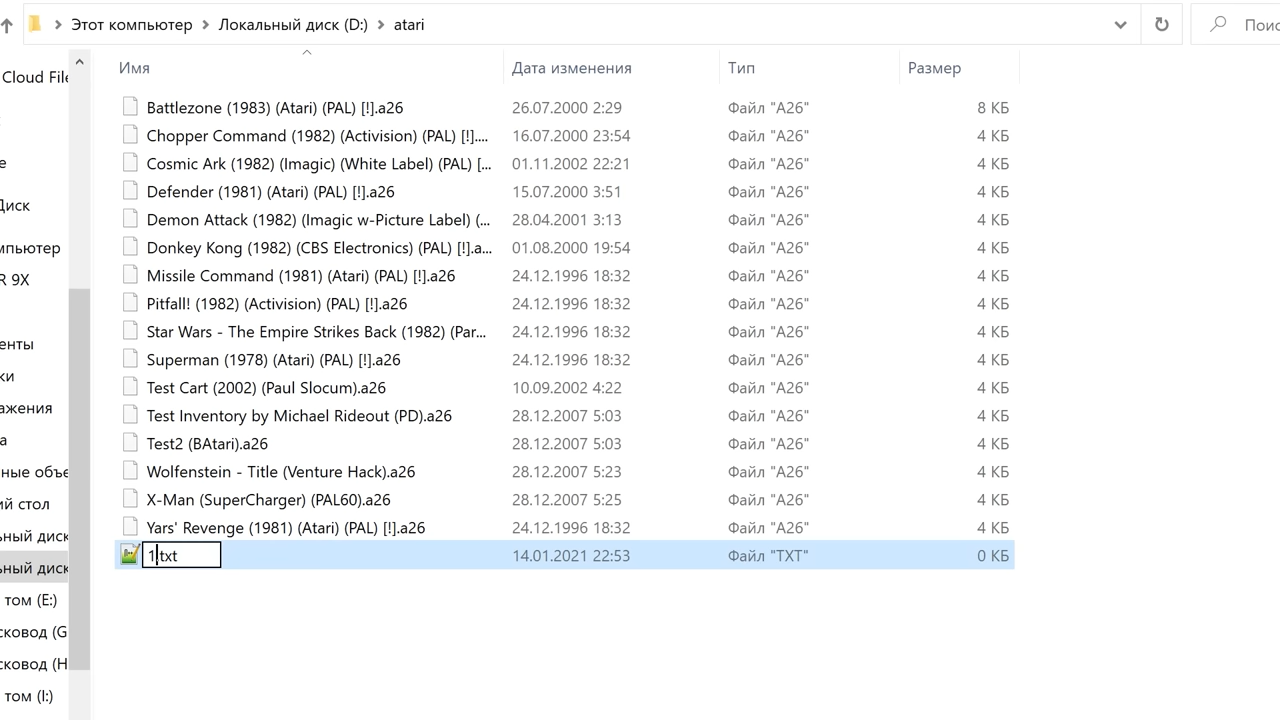 Этот компьютер > Локальный диск (D:) > atari
Поис
Имя Дата изменения Тип Размер
Cloud File
е
Диск
мпьютер
R 9X
енты
ки
ажения
а
ные объе
ий стол
ьный диск
ьный диск
том (E:)
сковод (G
сковод (H
том (I:)
Battlezone (1983) (Atari) (PAL) [!].a26 26.07.2000 2:29 Файл "A26" 8 КБ
Chopper Command (1982) (Activision) (PAL) [!].... 16.07.2000 23:54 Файл "A26" 4 КБ
Cosmic Ark (1982) (Imagic) (White Label) (PAL) [... 01.11.2002 22:21 Файл "A26" 4 КБ
Defender (1981) (Atari) (PAL) [!].a26 15.07.2000 3:51 Файл "A26" 4 КБ
Demon Attack (1982) (Imagic w-Picture Label) (... 28.04.2001 3:13 Файл "A26" 4 КБ
Donkey Kong (1982) (CBS Electronics) (PAL) [!].a... 01.08.2000 19:54 Файл "A26" 4 КБ
Missile Command (1981) (Atari) (PAL) [!].a26 24.12.1996 18:32 Файл "A26" 4 КБ
Pitfall! (1982) (Activision) (PAL) [!].a26 24.12.1996 18:32 Файл "A26" 4 КБ
Star Wars - The Empire Strikes Back (1982) (Par... 24.12.1996 18:32 Файл "A26" 4 КБ
Superman (1978) (Atari) (PAL) [!].a26 24.12.1996 18:32 Файл "A26" 4 КБ
Test Cart (2002) (Paul Slocum).a26 10.09.2002 4:22 Файл "A26" 4 КБ
Test Inventory by Michael Rideout (PD).a26 28.12.2007 5:03 Файл "A26" 4 КБ
Test2 (BAtari).a26 28.12.2007 5:03 Файл "A26" 4 КБ
Wolfenstein - Title (Venture Hack).a26 28.12.2007 5:23 Файл "A26" 4 КБ
X-Man (SuperCharger) (PAL60).a26 28.12.2007 5:25 Файл "A26" 4 КБ
Yars' Revenge (1981) (Atari) (PAL) [!].a26 24.12.1996 18:32 Файл "A26" 4 КБ
1.txt 14.01.2021 22:53 Файл "TXT" 0 КБ